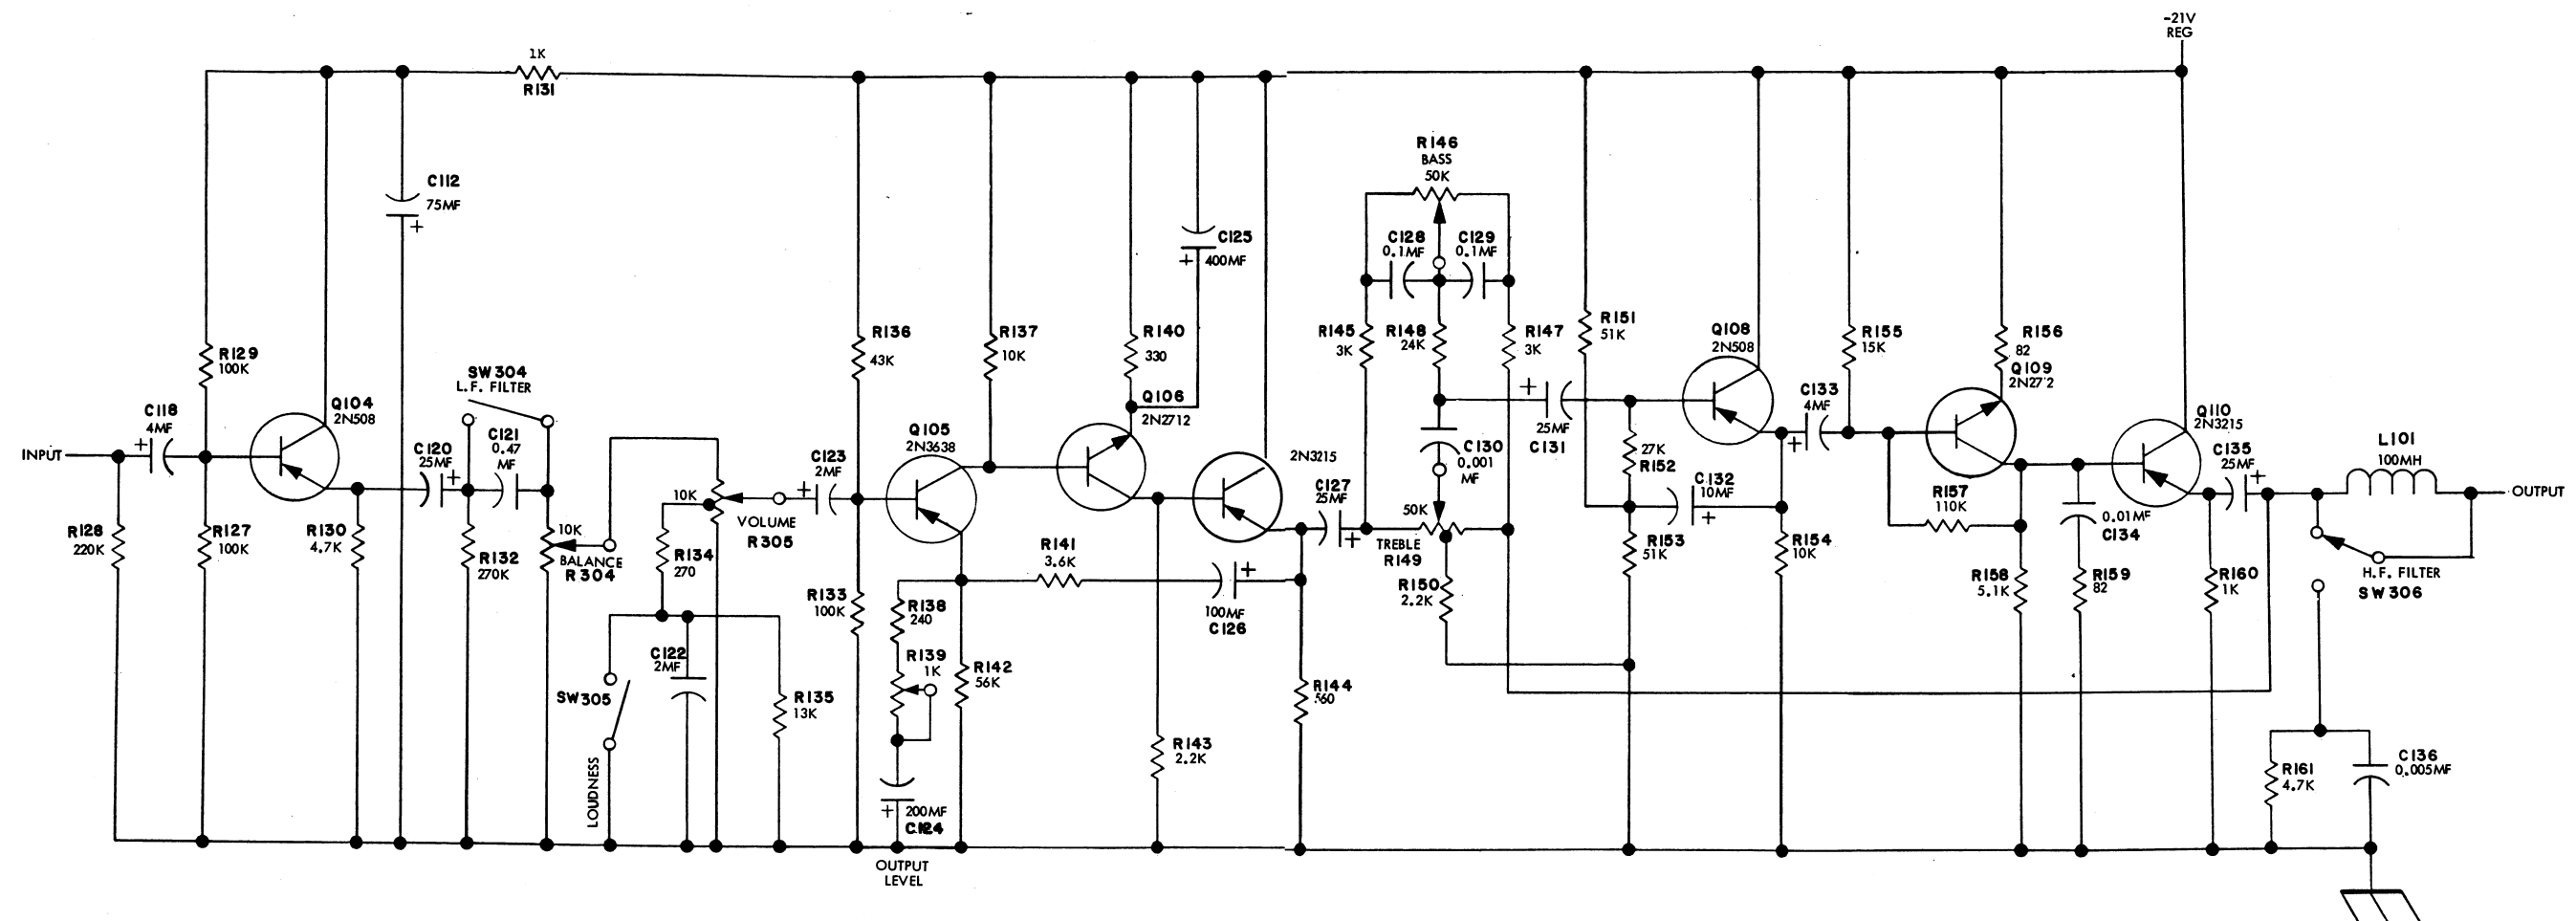 -21V
REG
1K
R131
C112
75MF
R129
100K
Q104
2N508
C118
4MF
INPUT
R128
220K
R127
100K
R130
4.7K
C120
25MF
SW304
L.F. FILTER
C121
0.47
MF
R132
270K
10K
BALANCE
R304
10K
VOLUME
R305
R134
270
SW305
LOUDNESS
C122
2MF
R135
13K
C123
2MF
R136
43K
R133
100K
Q105
2N3638
R137
10K
R138
240
R139
1K
200MF
C124
OUTPUT
LEVEL
R142
56K
R141
3.6K
100MF
C126
R140
330
Q106
2N2712
C125
400MF
R143
2.2K
2N3215
R144
560
C127
25MF
R146
BASS
50K
C128
0.1MF
C129
0.1MF
R145
3K
R148
24K
R147
3K
C130
0.001
MF
50K
TREBLE
R149
R150
2.2K
25MF
C131
R151
51K
27K
R152
R153
51K
C132
10MF
Q108
2N508
R154
10K
C133
4MF
R155
15K
R156
82
Q109
R157
110K
R158
5.1K
0.01MF
C134
R159
82
Q110
2N3215
R160
1K
C135
25MF
L101
100MH
OUTPUT
H.F. FILTER
SW306
R161
4.7K
C136
0.005MF